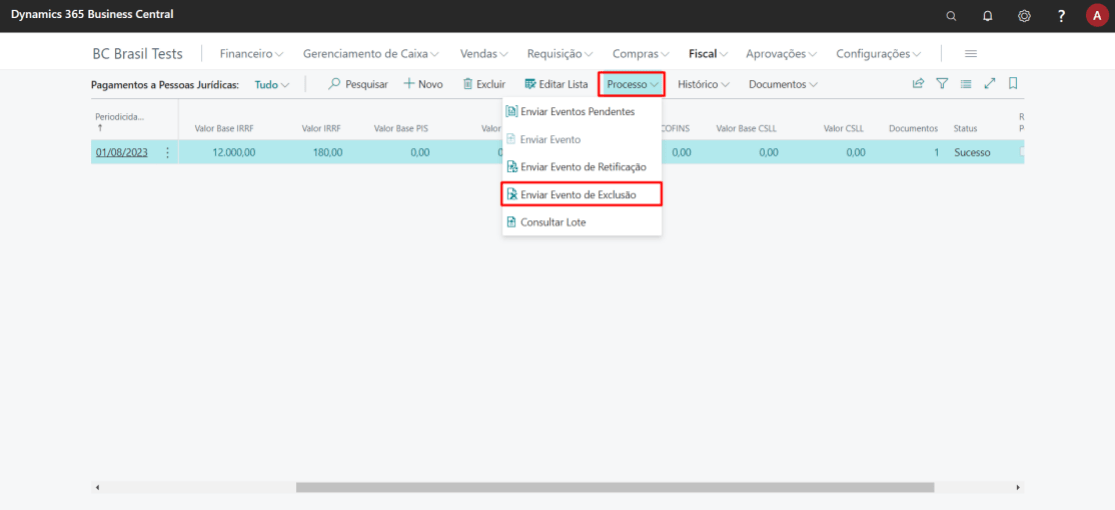 Dynamics 365 Business Central
?
A
BC Brasil Tests
Financeiro
Gerenciamento de Caixa
Vendas
Requisição
Compras
Fiscal
Aprovações
Configurações
Pagamentos a Pessoas Jurídicas:
Tudo
Pesquisar
Novo
Excluir
Editar Lista
Processo
Histórico
Documentos
Enviar Eventos Pendentes
Enviar Evento
Enviar Evento de Retificação
Enviar Evento de Exclusão
Consultar Lote
Periodicida... ↑
Valor Base IRRF
Valor IRRF
Valor Base PIS
Valor
COFINS
Valor Base CSLL
Valor CSLL
Documentos
Status
R
P
01/08/2023
12.000,00
180,00
0,00
0
0,00
0,00
0,00
1
Sucesso